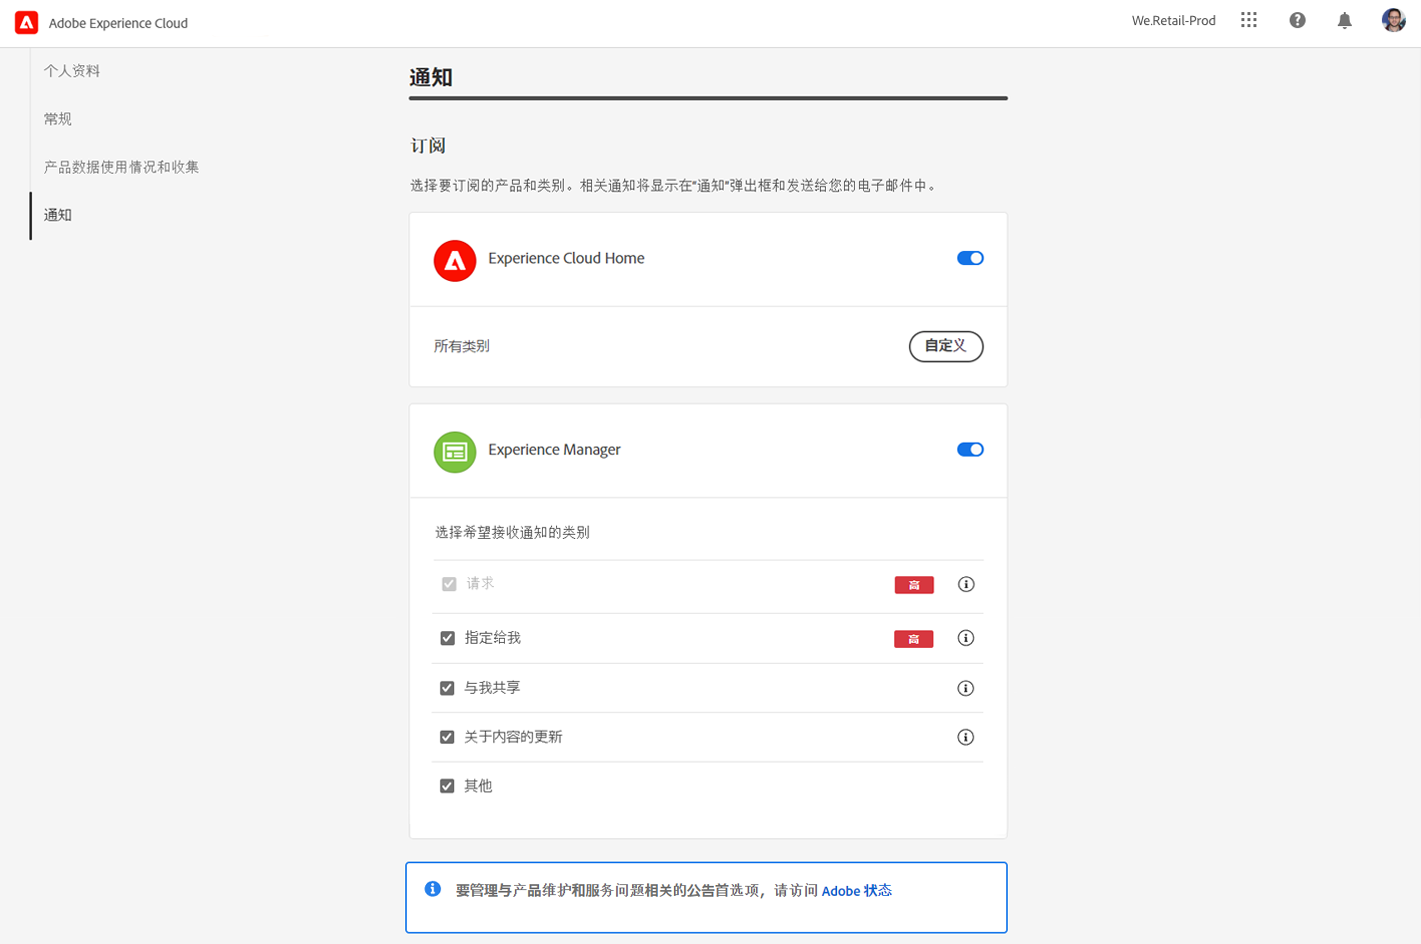 Adobe Experience Cloud
We.Retail-Prod
个人资料
常规
产品数据使用情况和收集
通知
通知
订阅
选择要订阅的产品和类别。相关通知将显示在"通知"弹出框和发送给您的电子邮件中。
Experience Cloud Home
所有类别
自定义
Experience Manager
选择希望接收通知的类别
请求
高
指定给我
高
与我共享
关于内容的更新
其他
要管理与产品维护和服务问题相关的公告首选项，请访问 Adobe 状态